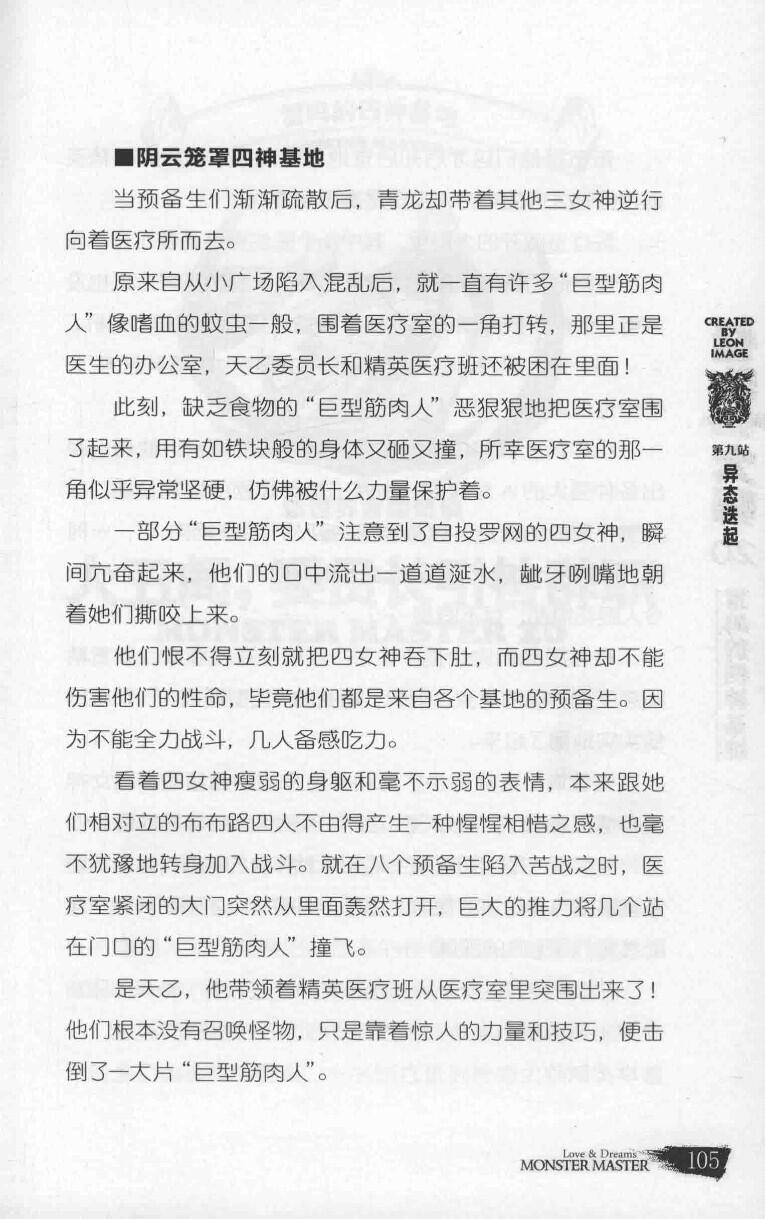 ■阴云笼罩四神基地
当预备生们渐渐疏散后，青龙却带着其他三女神逆行
向着医疗所而去。
原来自从小广场陷入混乱后，就一直有许多“巨型筋肉
人”像嗜血的蚊虫一般，围着医疗室的一角打转，那里正是
医生的办公室，天乙委员长和精英医疗班还被困在里面！
此刻，缺乏食物的“巨型筋肉人”恶狠狠地把医疗室围
了起来，用有如铁块般的身体又砸又撞，所幸医疗室的那一
角似乎异常坚硬，仿佛被什么力量保护着。
一部分“巨型筋肉人”注意到了自投罗网的四女神，瞬
间亢奋起来，他们的口中流出一道道涎水，龇牙咧嘴地朝
着她们撕咬上来。
他们恨不得立刻就把四女神吞下肚，而四女神却不能
伤害他们的性命，毕竟他们都是来自各个基地的预备生。因
为不能全力战斗，几人备感吃力。
看着四女神瘦弱的身躯和毫不示弱的表情，本来跟她
们相对立的布布路四人不由得产生一种惺惺相惜之感，也毫
不犹豫地转身加入战斗。就在八个预备生陷入苦战之时，医
疗室紧闭的大门突然从里面轰然打开，巨大的推力将几个站
在门口的“巨型筋肉人”撞飞。
是天乙，他带领着精英医疗班从医疗室里突围出来了！
他们根本没有召唤怪物，只是靠着惊人的力量和技巧，便击
倒了一大片“巨型筋肉人”。
CREATED
BY
LEON
IMAGE
第九站
异态迭起
Love & Dreams
MONSTER MASTER
105